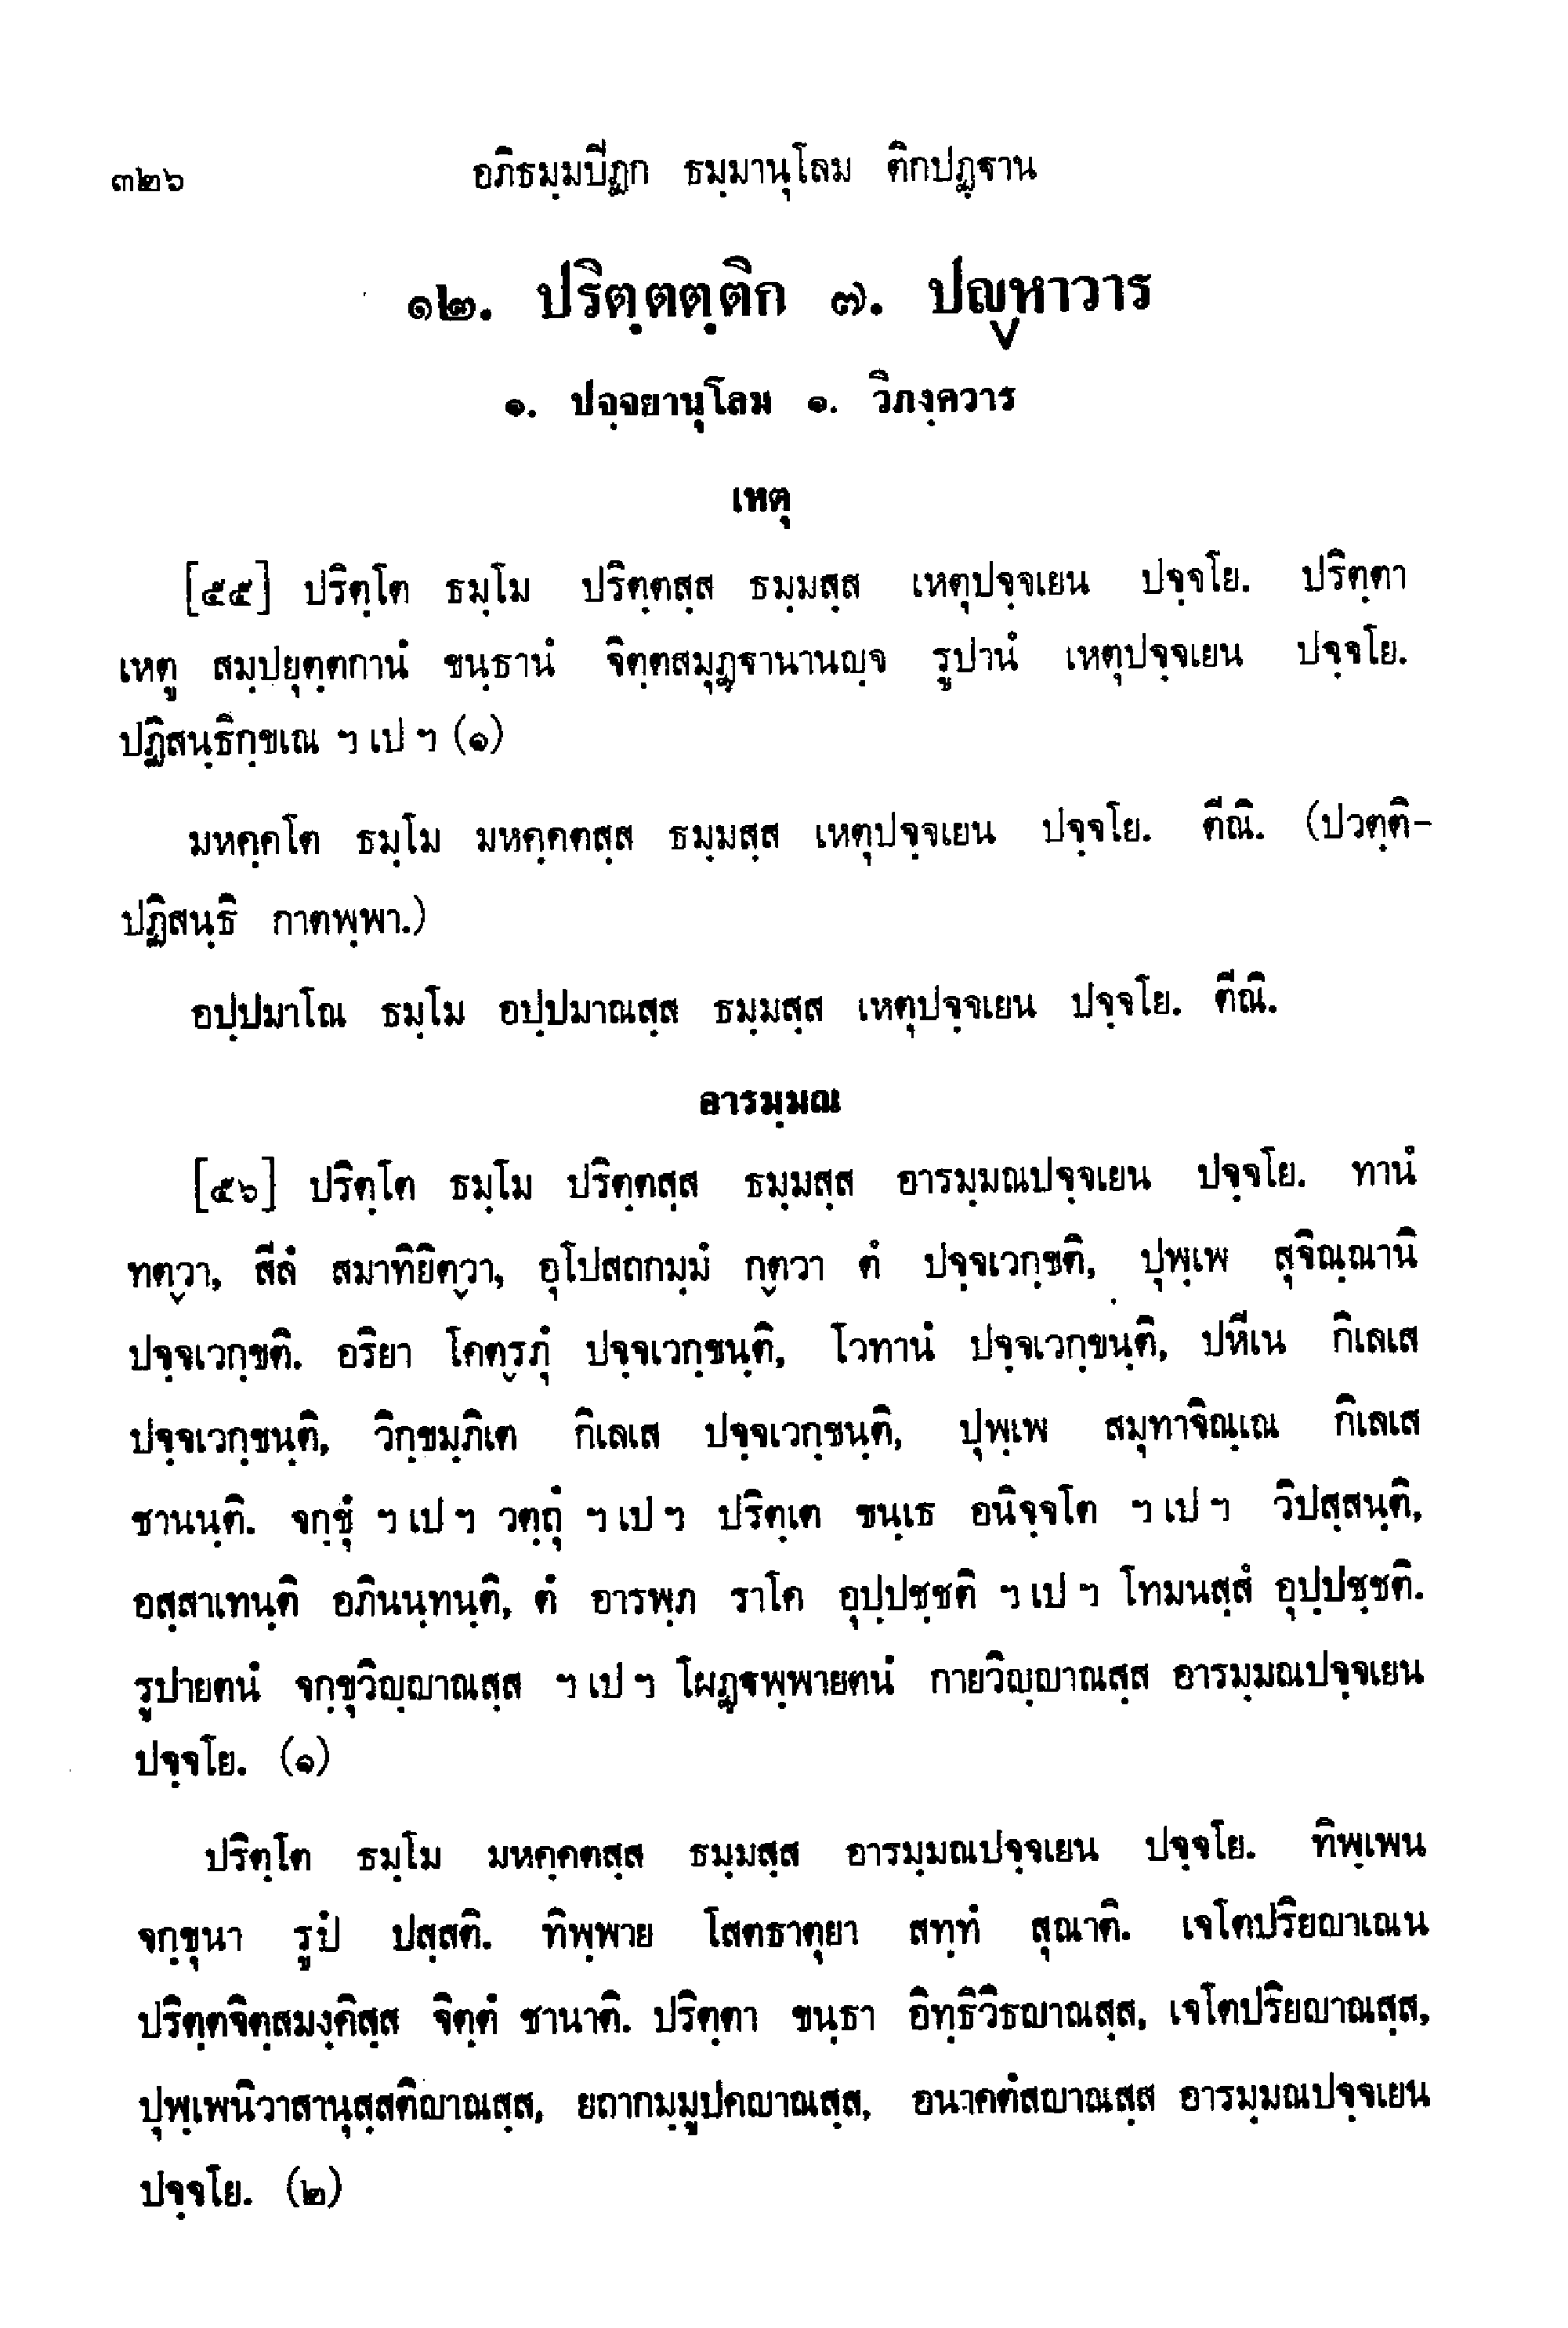 ๓๒๖ อภิธมฺมปีฏก ธมฺมานุโลม ติกปฏฺฐาน
๑๒. ปริตฺตตฺติก ๗. ปญฺหาวาร
๑. ปจฺจยานุโลม ๑. วิภงฺควาร
เหตุ
[๕๕] ปริตฺโต ธมฺโม ปริตฺตสฺส ธมฺมสฺส เหตุปจฺจเยน ปจฺจโย. ปริตฺตา
เหตู สมฺปยุตฺตกานํ ขนฺธานํ จิตฺตสมุฏฺฐานานญฺจ รูปานํ เหตุปจฺจเยน ปจฺจโย.
ปฏิสนฺธิกฺขเณ ฯ เป ฯ (๑)
มหคฺคโต ธมฺโม มหคฺคตสฺส ธมฺมสฺส เหตุปจฺจเยน ปจฺจโย. ตีณิ. (ปวตฺติ-
ปฏิสนฺธิ กาตพฺพา.)
อปฺปมาโณ ธมฺโม อปฺปมาณสฺส ธมฺมสฺส เหตุปจฺจเยน ปจฺจโย. ตีณิ.
อารมฺมณ
[๕๖] ปริตฺโต ธมฺโม ปริตฺตสฺส ธมฺมสฺส อารมฺมณปจฺจเยน ปจฺจโย. ทานํ
ทตฺวา, สีลํ สมาทิยิตฺวา, อุโปสถกมฺมํ กตฺวา ตํ ปจฺจเวกฺขติ, ปุพฺเพ สุจิณฺณานิ
ปจฺจเวกฺขติ. อริยา โคตฺรภุํ ปจฺจเวกฺขนฺติ, โวทานํ ปจฺจเวกฺขนฺติ, ปหีเน กิเลเส
ปจฺจเวกฺขนฺติ, วิกฺขมฺภิเต กิเลเส ปจฺจเวกฺขนฺติ, ปุพฺเพ สมุทาจิณฺเณ กิเลเส
ชานนฺติ. จกฺขุํ ฯ เป ฯ วตฺถุํ ฯ เป ฯ ปริตฺเต ขนฺเธ อนิจฺจโต ฯ เป ฯ วิปสฺสนฺติ,
อสฺสาเทนฺติ อภินนฺทนฺติ, ตํ อารพฺภ ราโค อุปฺปชฺชติ ฯ เป ฯ โทมนสฺสํ อุปฺปชฺชติ.
รูปายตนํ จกฺขุวิญฺญาณสฺส ฯ เป ฯ โผฏฺฐพฺพายตนํ กายวิญฺญาณสฺส อารมฺมณปจฺจเยน
ปจฺจโย. (๑)
ปริตฺโต ธมฺโม มหคฺคตสฺส ธมฺมสฺส อารมฺมณปจฺจเยน ปจฺจโย. ทิพฺเพน
จกฺขุนา รูปํ ปสฺสติ. ทิพฺพาย โสตธาตุยา สทฺทํ สุณาติ. เจโตปริยญาเณน
ปริตฺตจิตฺสมงฺคิสฺส จิตฺตํ ชานาติ. ปริตฺตา ขนฺธา อิทฺธิวิธญาณสฺส, เจโตปริยญาณสฺส,
ปุพฺเพนิวาสานุสฺสติญาณสฺส, ยถากมฺมูปคญาณสฺส, อนาคตํสญาณสฺส อารมฺมณปจฺจเยน
ปจฺจโย. (๒)